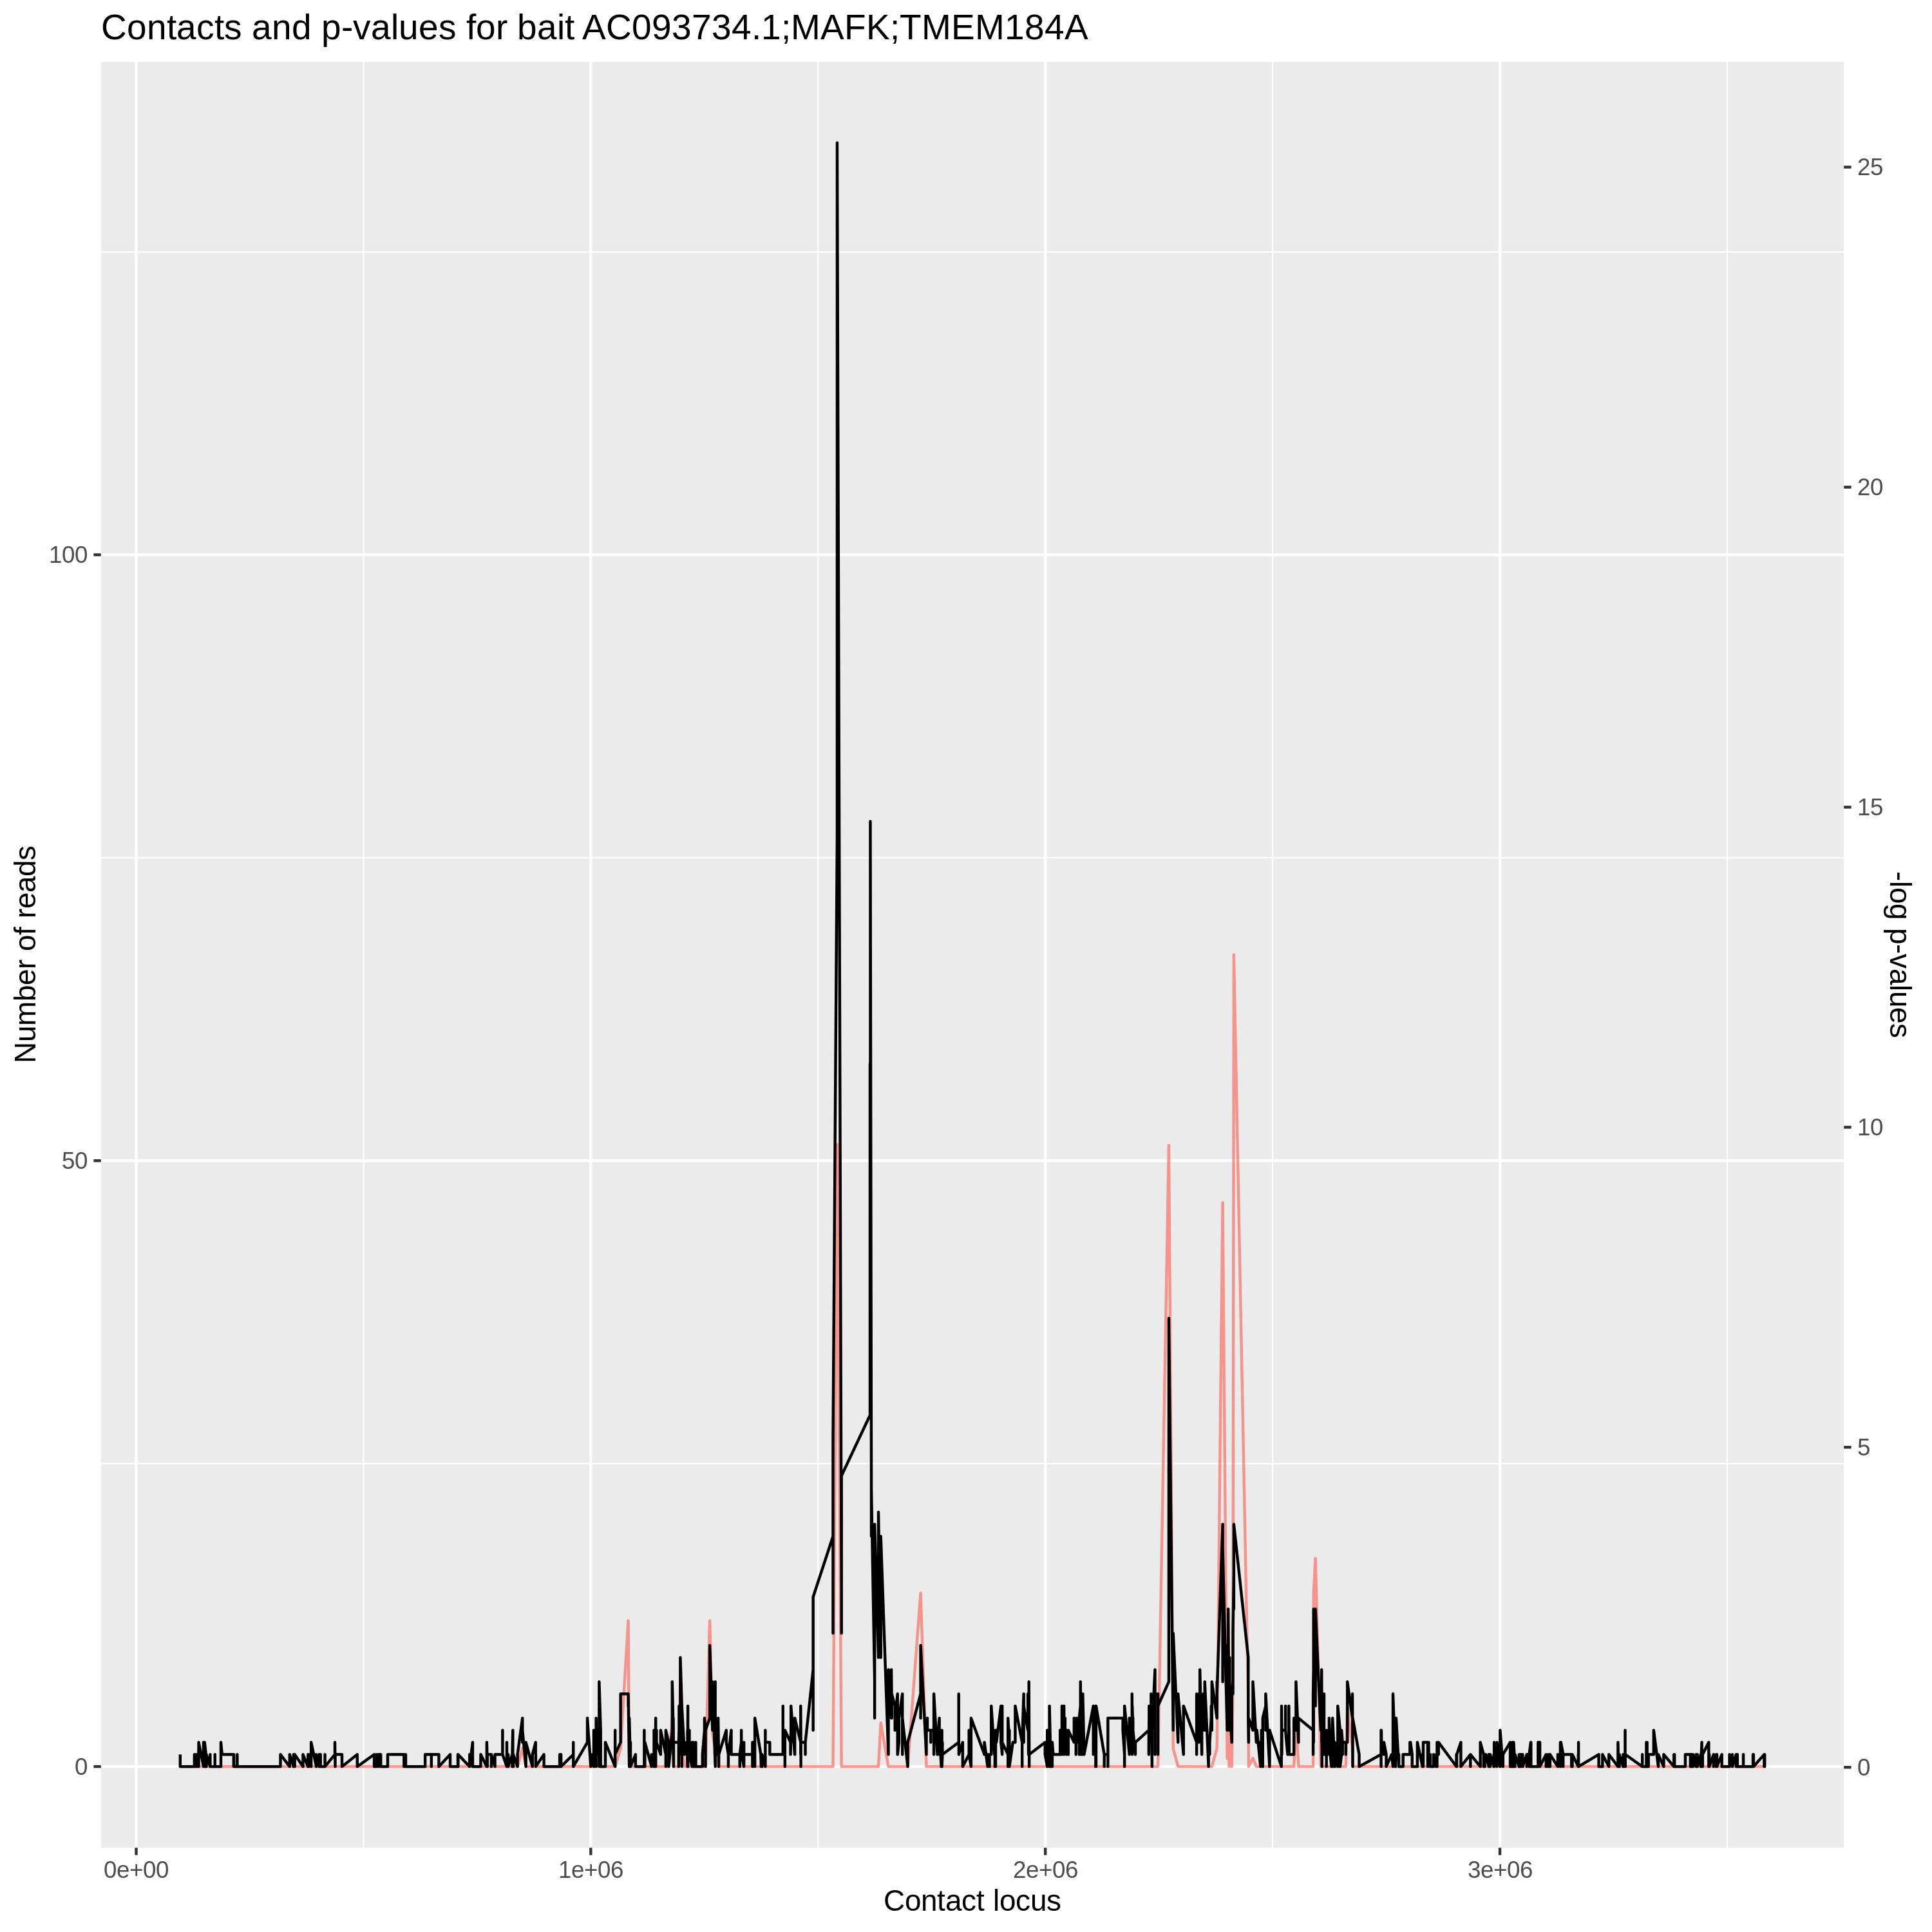 Contacts and p-values for bait AC093734.1;MAFK;TMEM184A
Number of reads
100
50
0
25
20
15
10
5
0
-log p-values
0e+00
1e+06
2e+06
3e+06
Contact locus